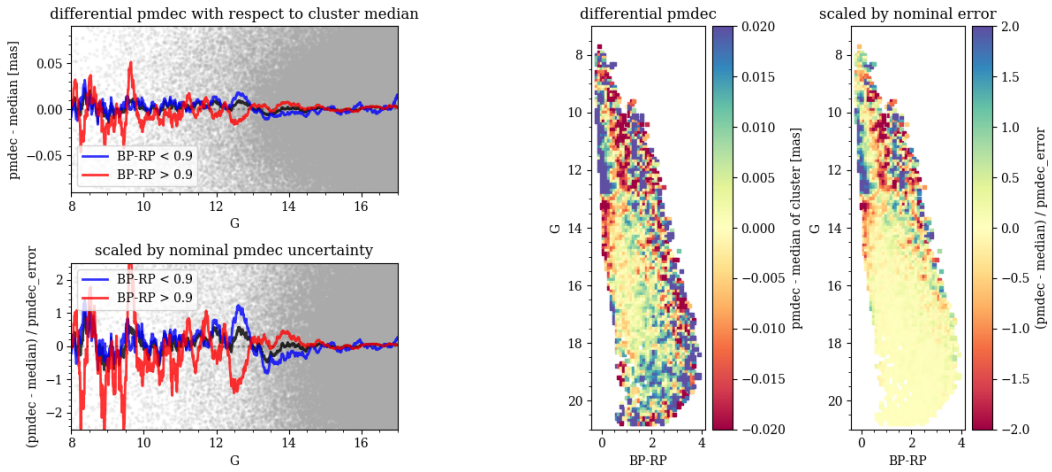 differential pmdec with respect to cluster median
pmdec - median [mas]
0.05
0.00
−0.05
BP-RP < 0.9
BP-RP > 0.9
8 10 12 14 16
G
scaled by nominal pmdec uncertainty
(pmdec - median) / pmdec_error
2
1
0
−1
−2
BP-RP < 0.9
BP-RP > 0.9
8 10 12 14 16
G
differential pmdec
G
8
10
12
14
16
18
20
0 2 4
BP-RP
0.020
0.015
0.010
0.005
0.000
−0.005
−0.010
−0.015
−0.020
pmdec - median of cluster [mas]
scaled by nominal error
G
8
10
12
14
16
18
20
0 2 4
BP-RP
2.0
1.5
1.0
0.5
0.0
−0.5
−1.0
−1.5
−2.0
(pmdec - median) / pmdec_error